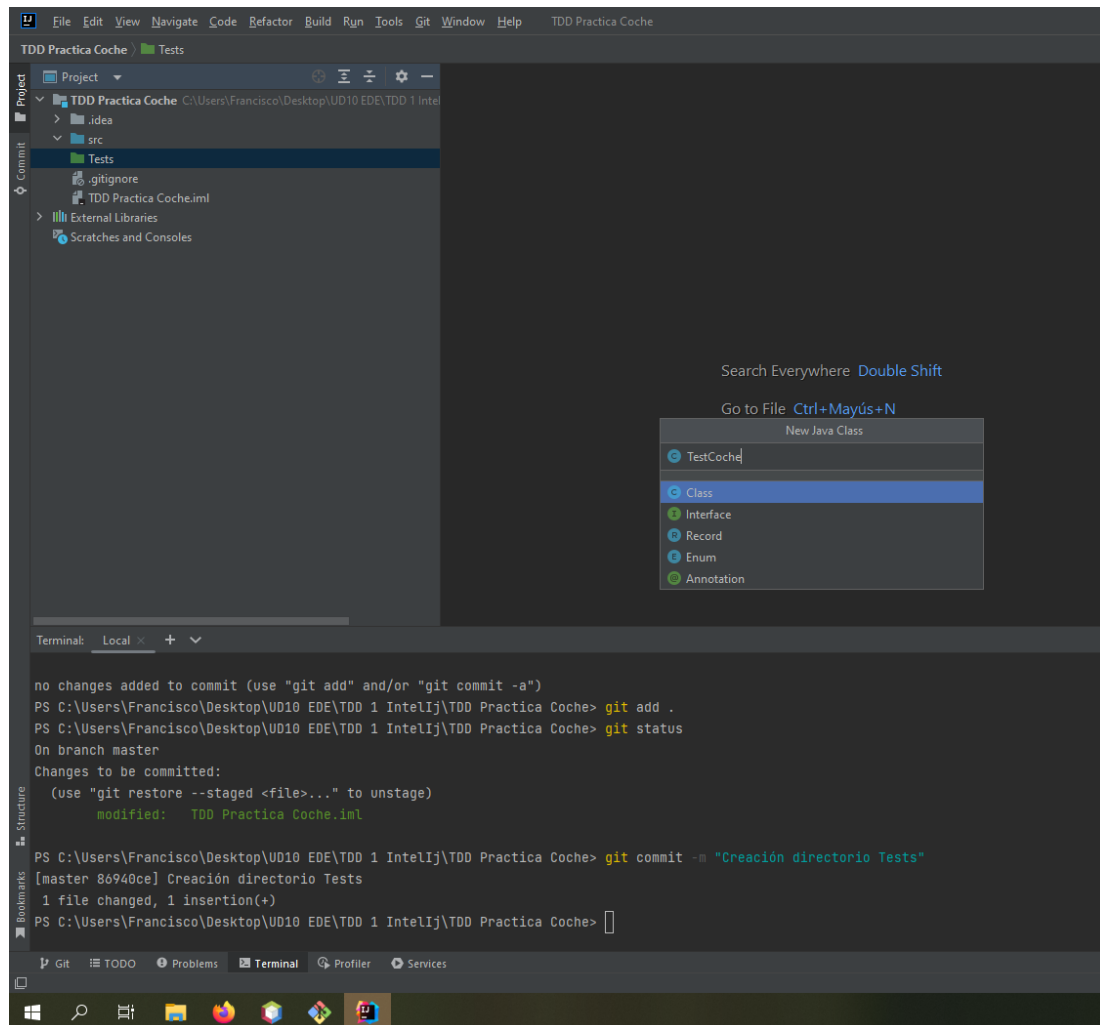 File Edit View Navigate Code Refactor Build Run Tools Git Window Help TDD Practica Coche
TDD Practica Coche Tests
Project
Project
Commit
TDD Practica Coche C:\Users\Francisco\Desktop\UD10 EDE\TDD 1 Intel
.idea
src
Tests
.gitignore
TDD Practica Coche.iml
External Libraries
Scratches and Consoles
Search Everywhere Double Shift
Go to File Ctrl+Mayús+N
New Java Class
TestCoche
Class
Interface
Record
Enum
Annotation
Terminal: Local
no changes added to commit (use "git add" and/or "git commit -a")
PS C:\Users\Francisco\Desktop\UD10 EDE\TDD 1 IntelIj\TDD Practica Coche> git add .
PS C:\Users\Francisco\Desktop\UD10 EDE\TDD 1 IntelIj\TDD Practica Coche> git status
On branch master
Changes to be committed:
(use "git restore --staged <file>..." to unstage)
modified: TDD Practica Coche.iml
PS C:\Users\Francisco\Desktop\UD10 EDE\TDD 1 IntelIj\TDD Practica Coche> git commit -m "Creación directorio Tests"
[master 86940ce] Creación directorio Tests
1 file changed, 1 insertion(+)
PS C:\Users\Francisco\Desktop\UD10 EDE\TDD 1 IntelIj\TDD Practica Coche>
Structure
Bookmarks
Git TODO Problems Terminal Profiler Services